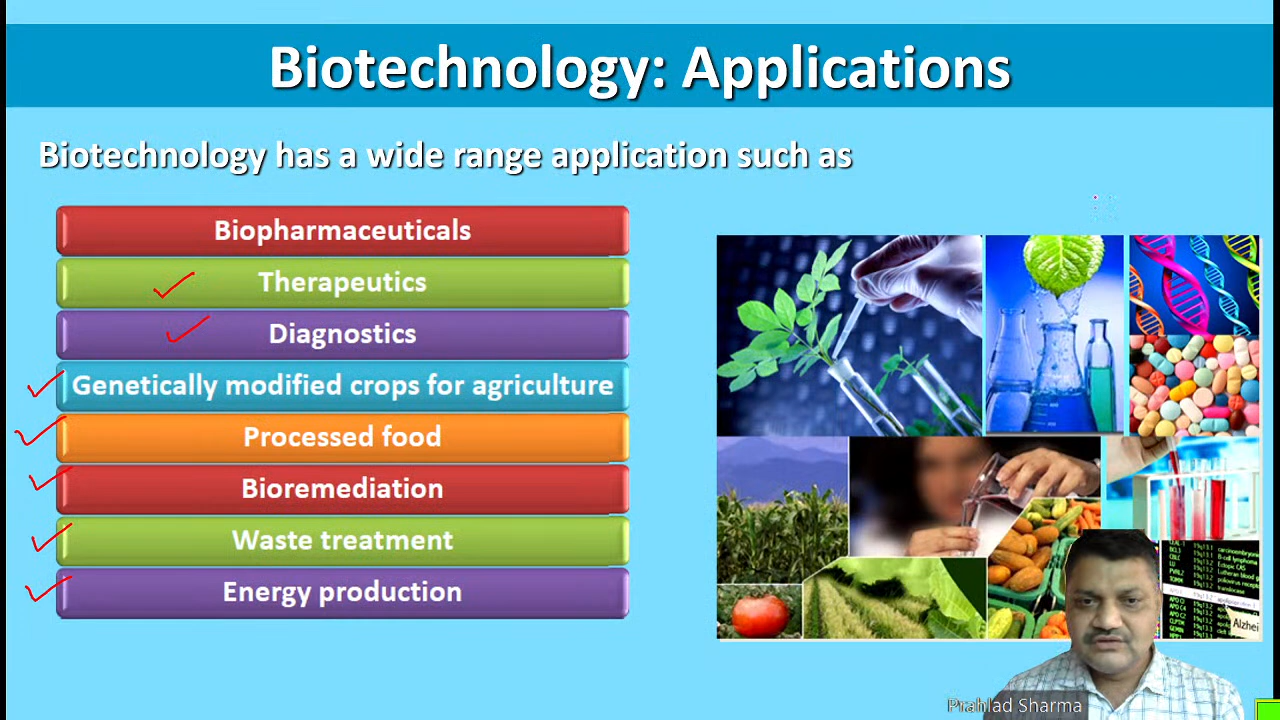 Biotechnology: Applications
Biotechnology has a wide range application such as
Biopharmaceuticals
Therapeutics
Diagnostics
Genetically modified crops for agriculture
Processed food
Bioremediation
Waste treatment
Energy production
Alzhei
Prahlad Sharma